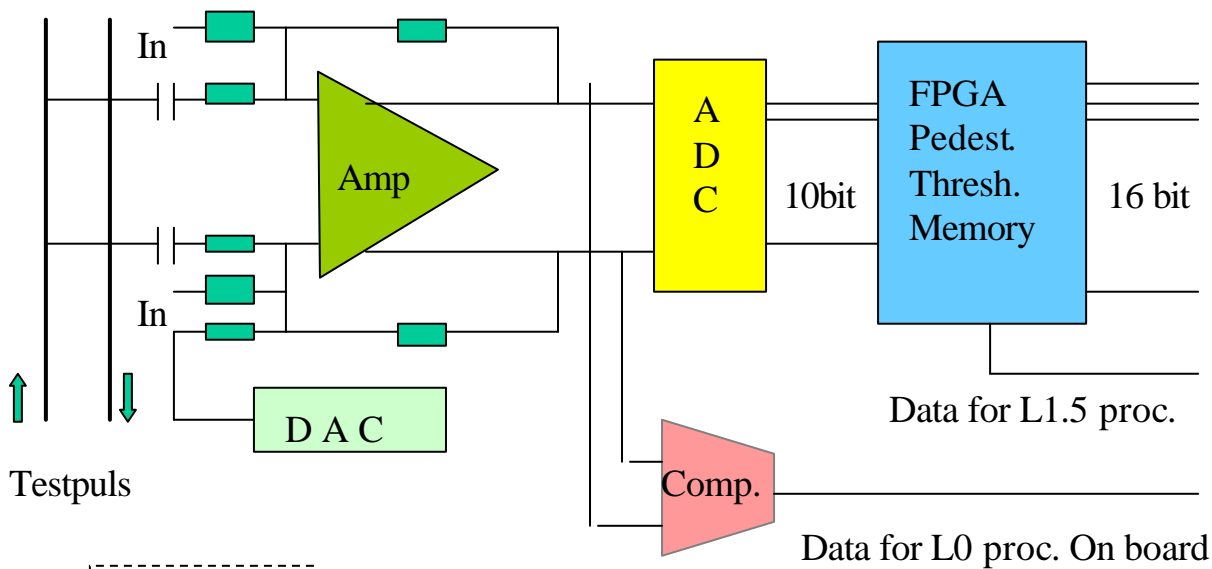 In
Amp
In
D A C
Testpuls
A
D
C
10bit
FPGA
Pedest.
Thresh.
Memory
16 bit
Data for L1.5 proc.
Comp.
Data for L0 proc. On board